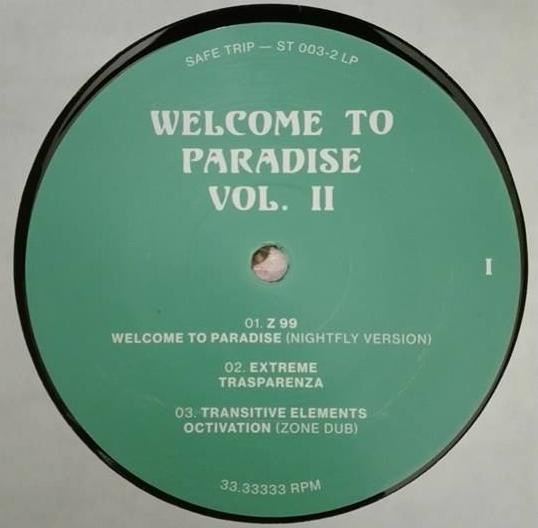 SAFE TRIP — ST 003-2 LP
WELCOME TO
PARADISE
VOL. II
I
01. Z 99
WELCOME TO PARADISE (NIGHTFLY VERSION)
02. EXTREME
TRASPARENZA
03. TRANSITIVE ELEMENTS
OCTIVATION (ZONE DUB)
33.33333 RPM